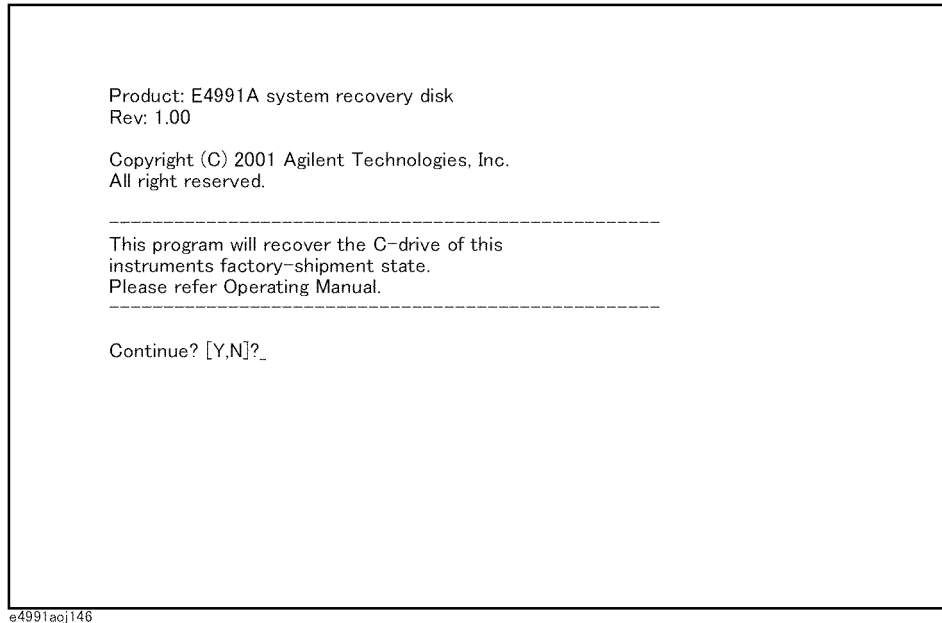 Product: E4991A system recovery disk
Rev: 1.00
Copyright (C) 2001 Agilent Technologies, Inc.
All right reserved.
----------------------------------------------------
This program will recover the C-drive of this
instruments factory-shipment state.
Please refer Operating Manual.
----------------------------------------------------
Continue? [Y,N]?_
e4991aoj146